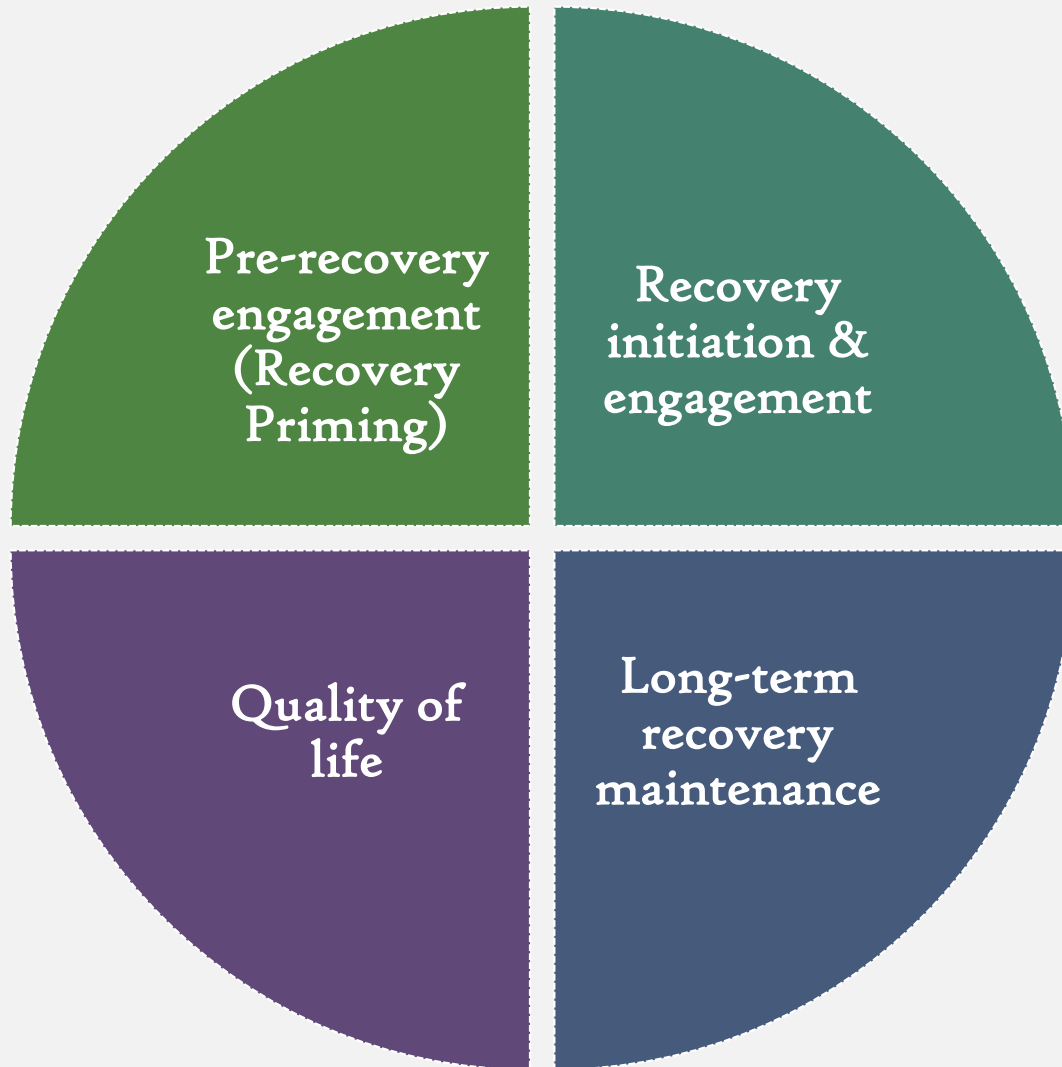 Pre-recovery
engagement
(Recovery
Priming)
Recovery
initiation &
engagement
Quality of
life
Long-term
recovery
maintenance